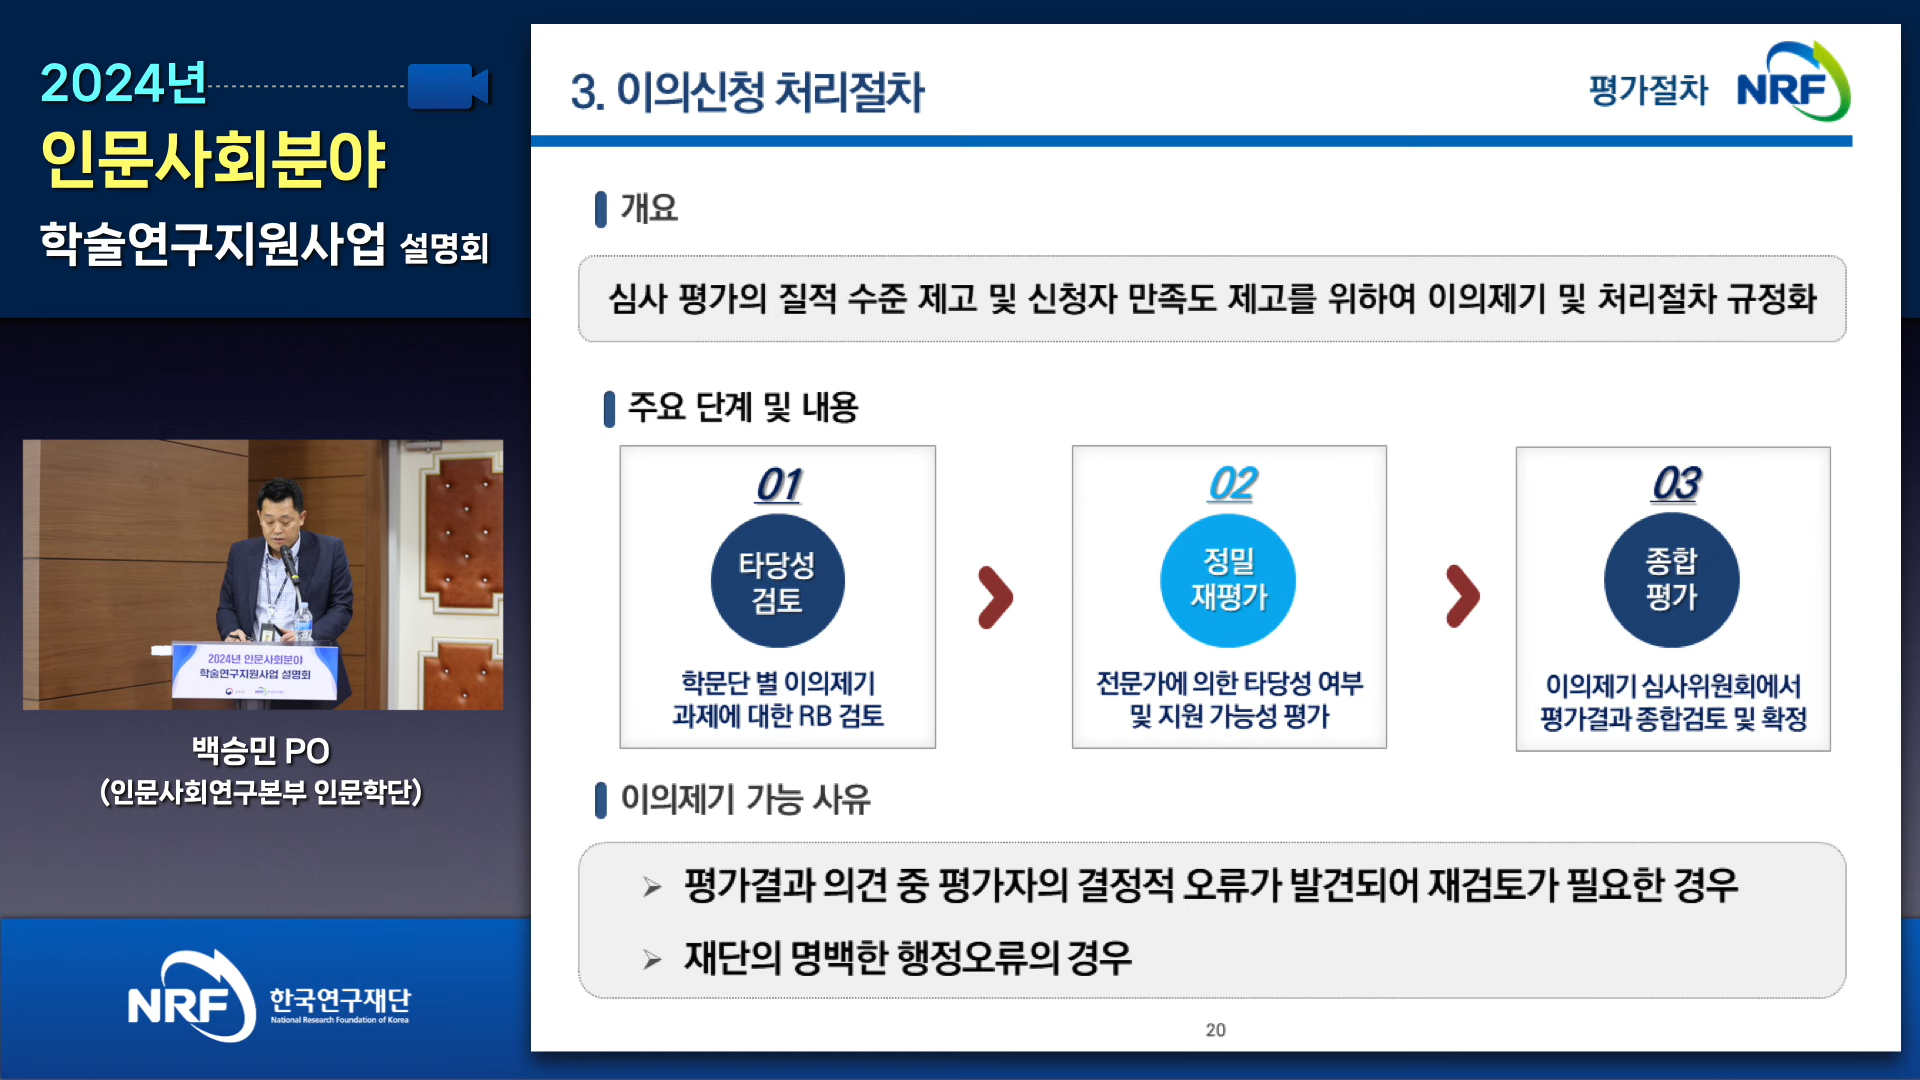 2024년
인문사회분야
학술연구지원사업 설명회
2024년 인문사회분야
학술연구지원사업 설명회
NRF
백승민 PO
(인문사회연구본부 인문학단)
NRF 한국연구재단
National Research Foundation of Korea
3. 이의신청 처리절차
평가절차 NRF
개요
심사 평가의 질적 수준 제고 및 신청자 만족도 제고를 위하여 이의제기 및 처리절차 규정화
주요 단계 및 내용
01
타당성
검토
학문단 별 이의제기
과제에 대한 RB 검토
02
정밀
재평가
전문가에 의한 타당성 여부
및 지원 가능성 평가
03
종합
평가
이의제기 심사위원회에서
평가결과 종합검토 및 확정
이의제기 가능 사유
➢ 평가결과 의견 중 평가자의 결정적 오류가 발견되어 재검토가 필요한 경우
➢ 재단의 명백한 행정오류의 경우
20